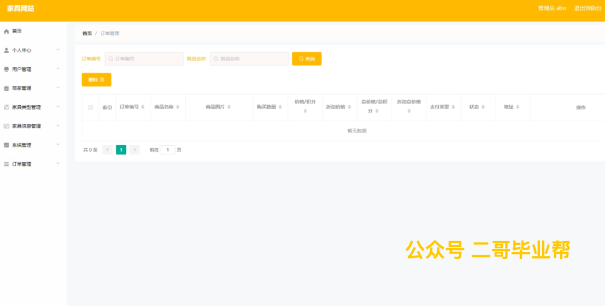 家具网站
管理员 abo 退出到前台
首页
个人中心
用户管理
商家管理
家具类型管理
家具信息管理
系统管理
订单管理
首页 / 订单管理
订单编号 订单编号 商品名称 商品名称 查询
删除
索引 订单编号 商品名称 商品图片 购买数量 价格/积分 折扣价格 总价格/总积分 折扣总价格 支付类型 状态 地址 操作
暂无数据
共 0 条 1 前往 1 页
公众号 二哥毕业帮